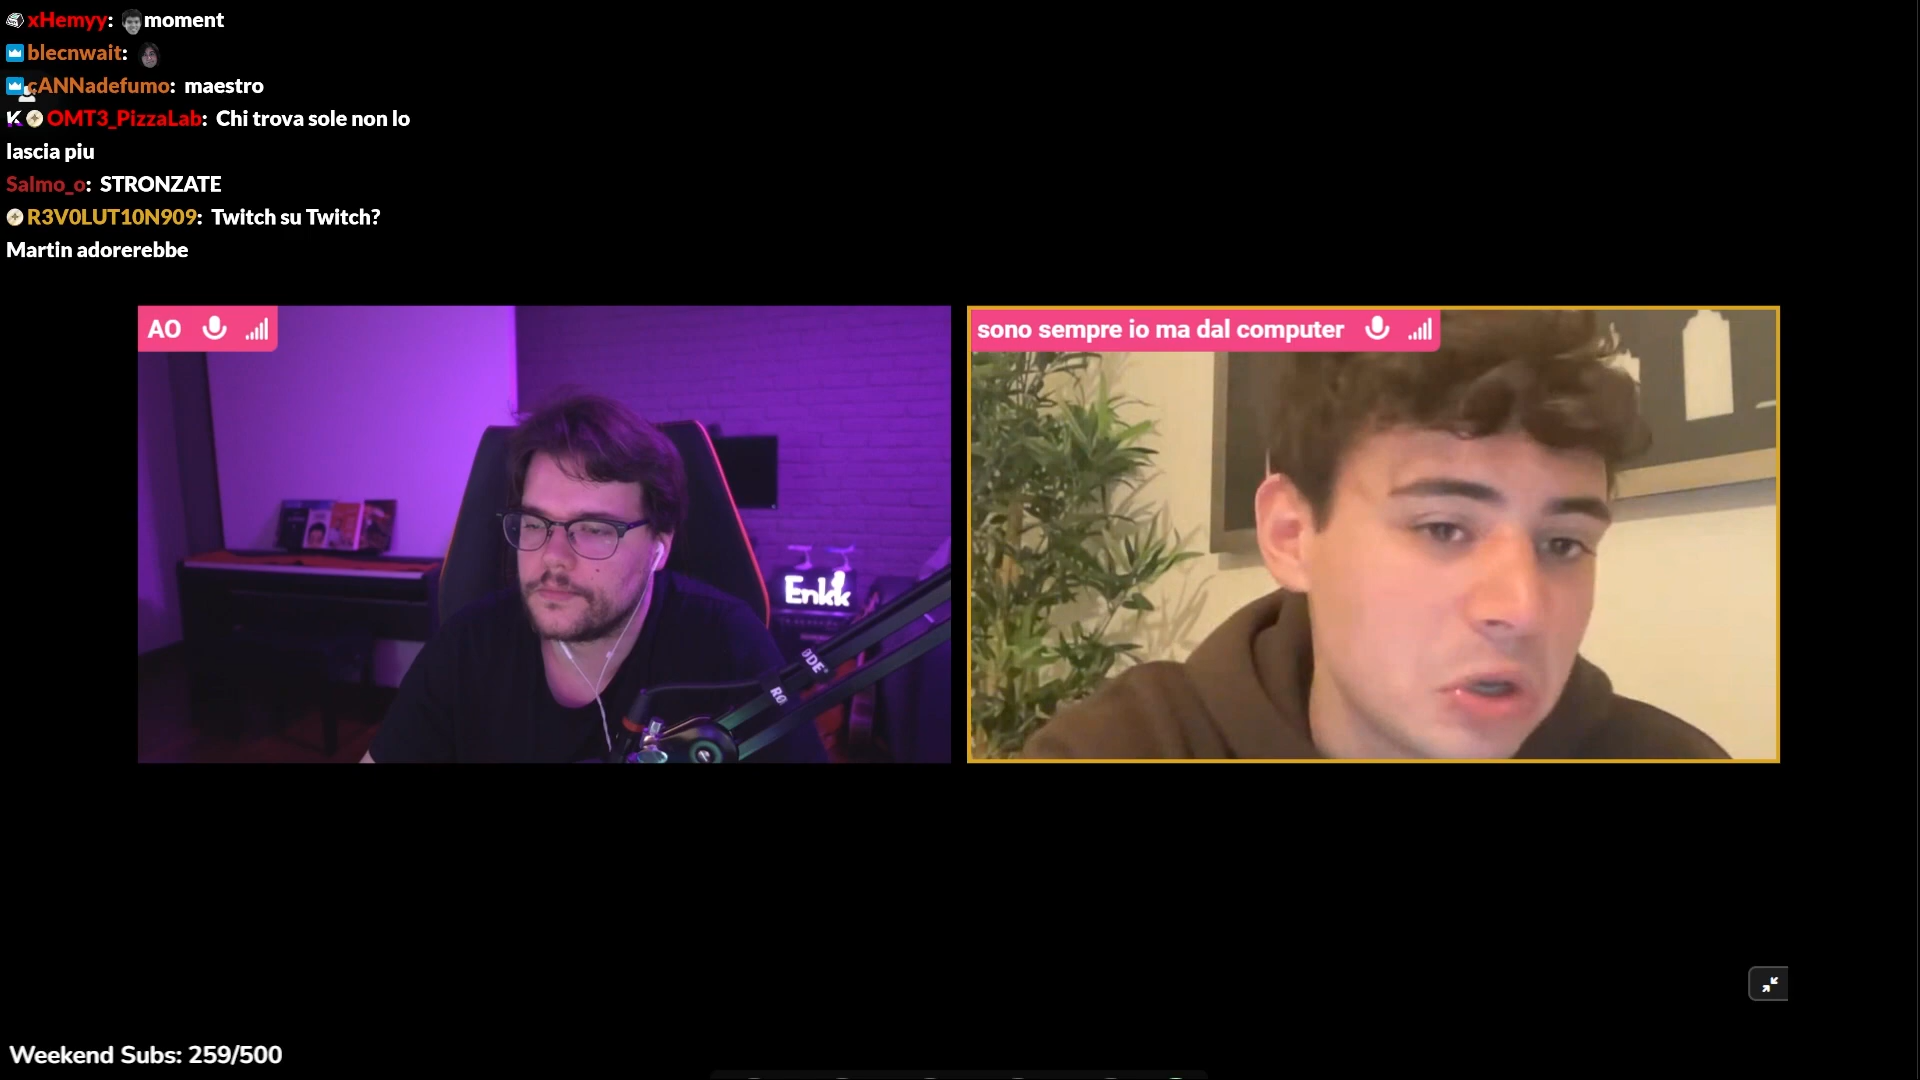 xHemyy: moment
blecnwait:
cANNadefumo: maestro
OMT3_PizzaLab: Chi trova sole non lo
lascia piu
Salmo_o: STRONZATE
R3V0LUT10N909: Twitch su Twitch?
Martin adorerebbe
AO
sono sempre io ma dal computer
Enkk
RØDE
Weekend Subs: 259/500